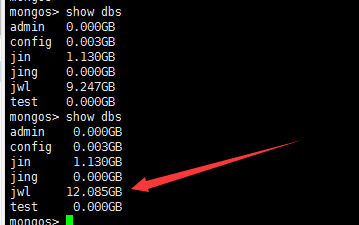 mongos> show dbs
admin 0.000GB
config 0.003GB
jin 1.130GB
jing 0.000GB
jwl 9.247GB
test 0.000GB
mongos> show dbs
admin 0.000GB
config 0.003GB
jin 1.130GB
jing 0.000GB
jwl 12.085GB
test 0.000GB
mongos>